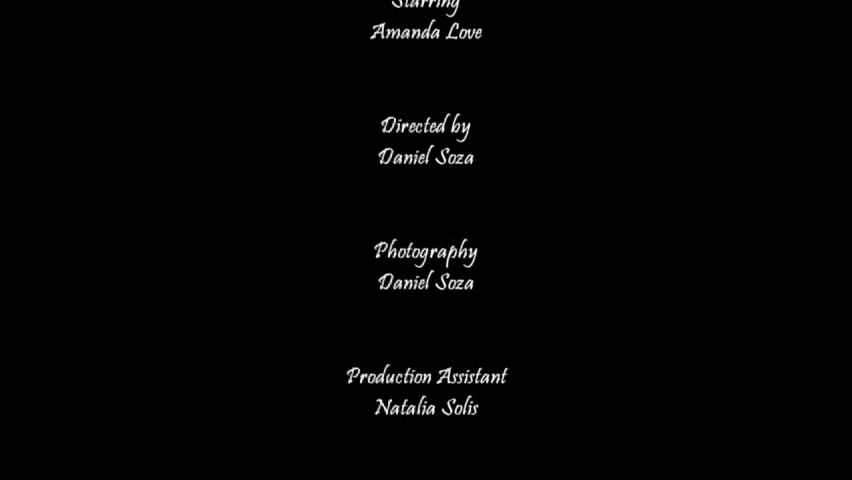 Starring
Amanda Love
Directed by
Daniel Soza
Photography
Daniel Soza
Production Assistant
Natalia Solis